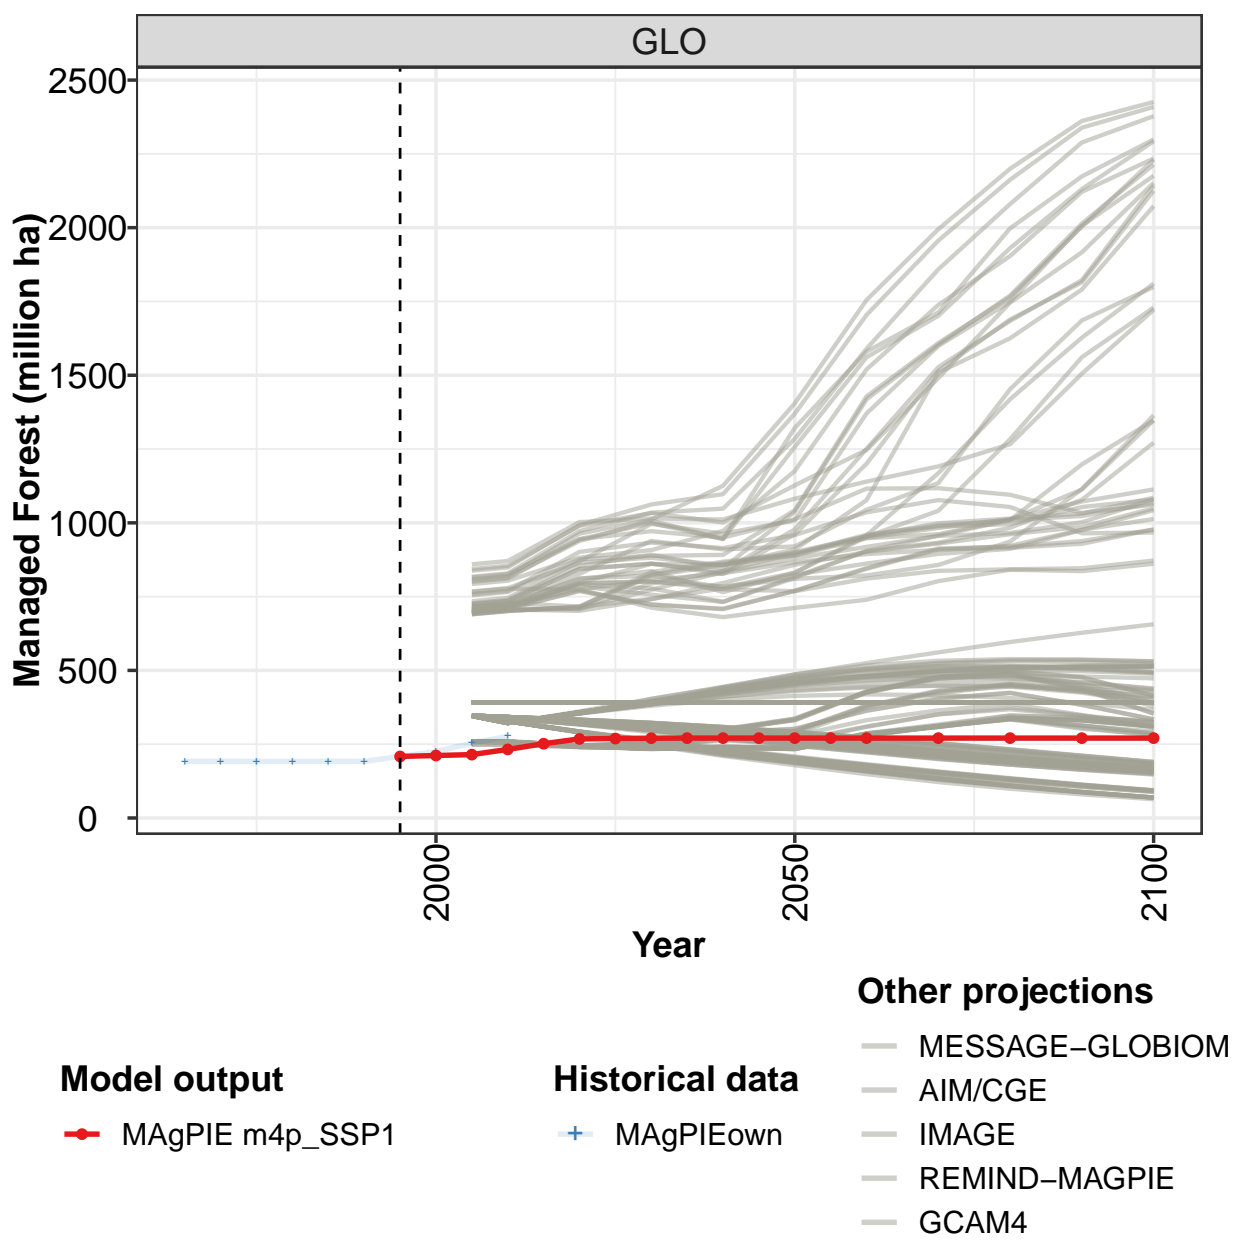 GLO
2500
2000
1500
1000
500
0
Managed Forest (million ha)
2000
2050
2100
Year
Model output
MAgPIE m4p_SSP1
Historical data
MAgPIEown
Other projections
MESSAGE−GLOBIOM
AIM/CGE
IMAGE
REMIND−MAGPIE
GCAM4